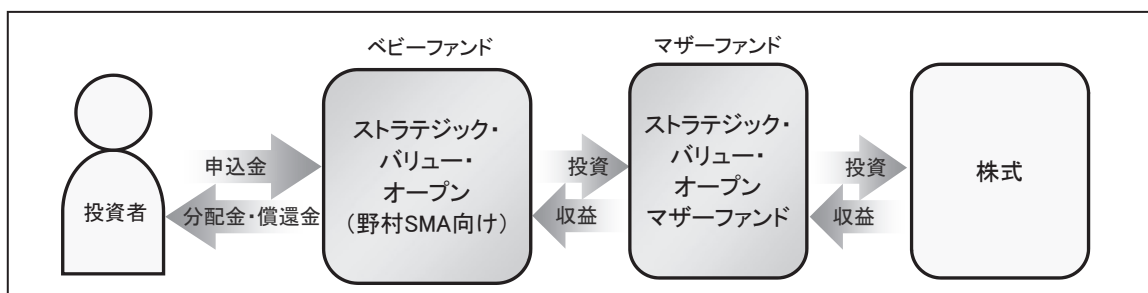 ベビーファンド
マザーファンド
投資者
申込金
分配金・償還金
ストラテジック・
バリュー・
オープン
（野村SMA向け）
投資
収益
ストラテジック・
バリュー・
オープン
マザーファンド
投資
収益
株式